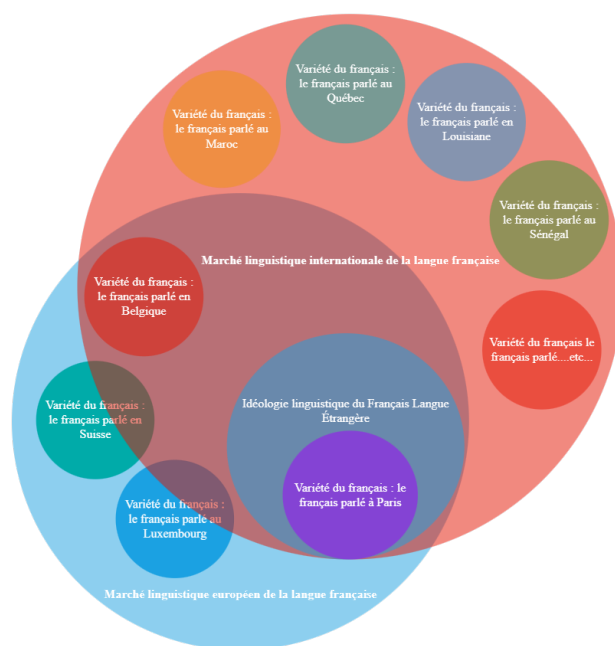 Variété du français :
le français parlé au
Québec
Variété du français :
le français parlé au
Maroc
Variété du français :
le français parlé en
Louisiane
Variété du français :
le français parlé au
Sénégal
Marché linguistique internationale de la langue française
Variété du français :
le français parlé en
Belgique
Variété du français le
français parlé....etc...
Idéologie linguistique du Français Langue
Étrangère
Variété du français :
le français parlé en
Suisse
Variété du français : le
français parlé à Paris
Variété du français :
le français parlé au
Luxembourg
Marché linguistique européen de la langue française